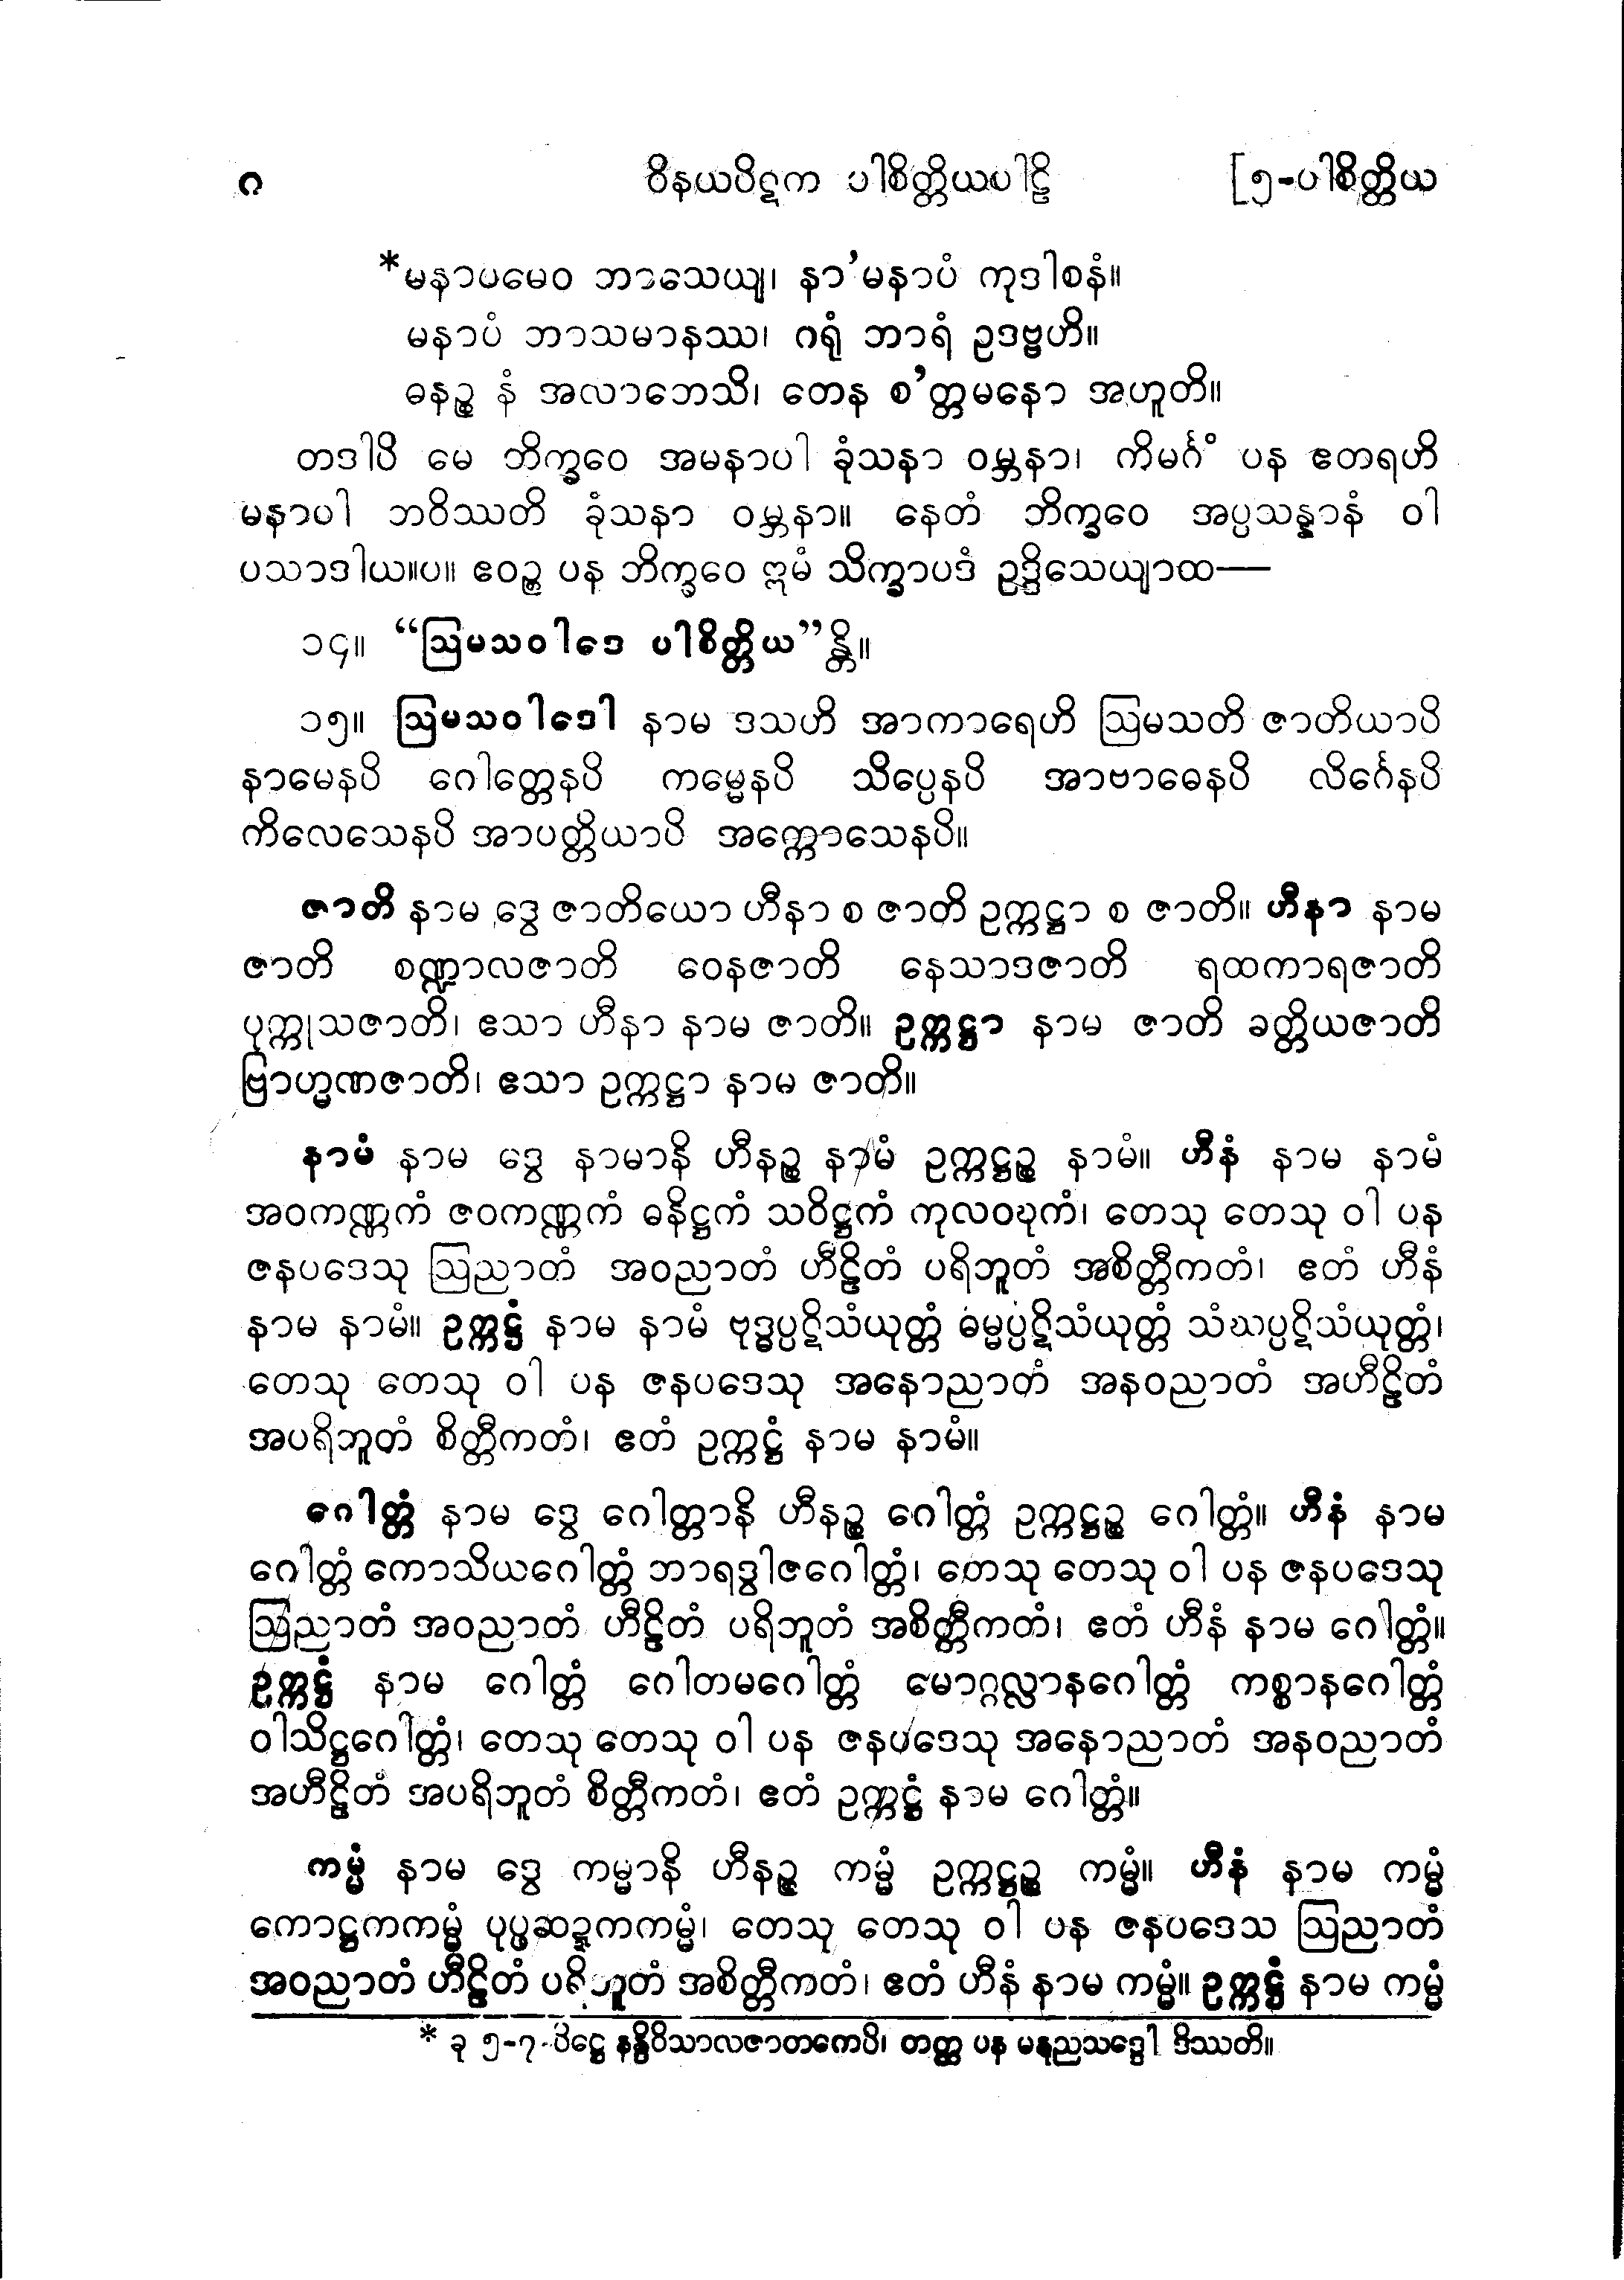 ၈ ဝိနယပိဋက ပါစိတ္တိယပါဠိ [၅-ပါစိတ္တိယ
*မနာပမေဝ ဘာသေယျ၊ နာ’မနာပံ ကုဒါစနံ။
မနာပံ ဘာသမာနဿ၊ ဂရုံ ဘာရံ ဥဒဗ္ဗဟိ။
ဓနဉ္စ နံ အလာဘေသိ၊ တေန စ’တ္တမနော အဟူတိ။
တဒါပိ မေ ဘိက္ခဝေ အမနာပါ ခုံသနာ ဝမ္ဘနာ၊ ကိမင်္ဂံ ပန ဧတရဟိ
မနာပါ ဘဝိဿတိ ခုံသနာ ဝမ္ဘနာ။ နေတံ ဘိက္ခဝေ အပ္ပသန္နာနံ ဝါ
ပသာဒါယ။ပ။ ဧဝဉ္စ ပန ဘိက္ခဝေ ဣမံ သိက္ခာပဒံ ဥဒ္ဒိသေယျာထ—
၁၄။ “ဩမသဝါဒေ ပါစိတ္တိယ”န္တိ။
၁၅။ ဩမသဝါဒေါ နာမ ဒသဟိ အာကာရေဟိ ဩမသတိ ဇာတိယာပိ
နာမေနပိ ဂေါတ္တေနပိ ကမ္မေနပိ သိပ္ပေနပိ အာဗာဓေနပိ လိင်္ဂေနပိ
ကိလေသေနပိ အာပတ္တိယာပိ အက္ကောသေနပိ။
ဇာတိ နာမ ဒွေ ဇာတိယော ဟီနာ စ ဇာတိ ဥက္ကဋ္ဌာ စ ဇာတိ။ ဟီနာ နာမ
ဇာတိ စဏ္ဍာလဇာတိ ဝေနဇာတိ နေသာဒဇာတိ ရထကာရဇာတိ
ပုက္ကုသဇာတိ၊ ဧသာ ဟီနာ နာမ ဇာတိ။ ဥက္ကဋ္ဌာ နာမ ဇာတိ ခတ္တိယဇာတိ
ဗြာဟ္မဏဇာတိ၊ ဧသာ ဥက္ကဋ္ဌာ နာမ ဇာတိ။
နာမံ နာမ ဒွေ နာမာနိ ဟီနဉ္စ နာမံ ဥက္ကဋ္ဌဉ္စ နာမံ။ ဟီနံ နာမ နာမံ
အဝကဏ္ဏကံ ဇဝကဏ္ဏကံ ဓနိဋ္ဌကံ သဝိဋ္ဌကံ ကုလဝဍ္ဎကံ၊ တေသု တေသု ဝါ ပန
ဇနပဒေသု ဩညာတံ အဝညာတံ ဟီဠိတံ ပရိဘူတံ အစိတ္တီကတံ၊ ဧတံ ဟီနံ
နာမ နာမံ။ ဥက္ကဋ္ဌံ နာမ နာမံ ဗုဒ္ဓပ္ပဋိသံယုတ္တံ ဓမ္မပ္ပဋိသံယုတ္တံ သံဃပ္ပဋိသံယုတ္တံ၊
တေသု တေသု ဝါ ပန ဇနပဒေသု အနောညာတံ အနဝညာတံ အဟီဠိတံ
အပရိဘူတံ စိတ္တီကတံ၊ ဧတံ ဥက္ကဋ္ဌံ နာမ နာမံ။
ဂေါတ္တံ နာမ ဒွေ ဂေါတ္တာနိ ဟီနဉ္စ ဂေါတ္တံ ဥက္ကဋ္ဌဉ္စ ဂေါတ္တံ။ ဟီနံ နာမ
ဂေါတ္တံ ကောသိယဂေါတ္တံ ဘာရဒွါဇဂေါတ္တံ၊ တေသု တေသု ဝါ ပန ဇနပဒေသု
ဩညာတံ အဝညာတံ ဟီဠိတံ ပရိဘူတံ အစိတ္တီကတံ၊ ဧတံ ဟီနံ နာမ ဂေါတ္တံ။
ဥက္ကဋ္ဌံ နာမ ဂေါတ္တံ ဂေါတမဂေါတ္တံ မောဂ္ဂလ္လာနဂေါတ္တံ ကစ္စာနဂေါတ္တံ
ဝါသိဋ္ဌဂေါတ္တံ၊ တေသု တေသု ဝါ ပန ဇနပဒေသု အနောညာတံ အနဝညာတံ
အဟီဠိတံ အပရိဘူတံ စိတ္တီကတံ၊ ဧတံ ဥက္ကဋ္ဌံ နာမ ဂေါတ္တံ။
ကမ္မံ နာမ ဒွေ ကမ္မာနိ ဟီနဉ္စ ကမ္မံ ဥက္ကဋ္ဌဉ္စ ကမ္မံ။ ဟီနံ နာမ ကမ္မံ
ကောဋ္ဌကကမ္မံ ပုပ္ဖဆဍ္ဍကကမ္မံ၊ တေသု တေသု ဝါ ပန ဇနပဒေသ ဩညာတံ
အဝညာတံ ဟီဠိတံ ပရိဘူတံ အစိတ္တီကတံ၊ ဧတံ ဟီနံ နာမ ကမ္မံ။ ဥက္ကဋ္ဌံ နာမ ကမ္မံ
* ခု ၅-၇-ပိဋ္ဌေ နန္ဒိဝိသာလဇာတကေပိ၊ တတ္ထ ပန မနုညသဒ္ဒေါ ဒိဿတိ။